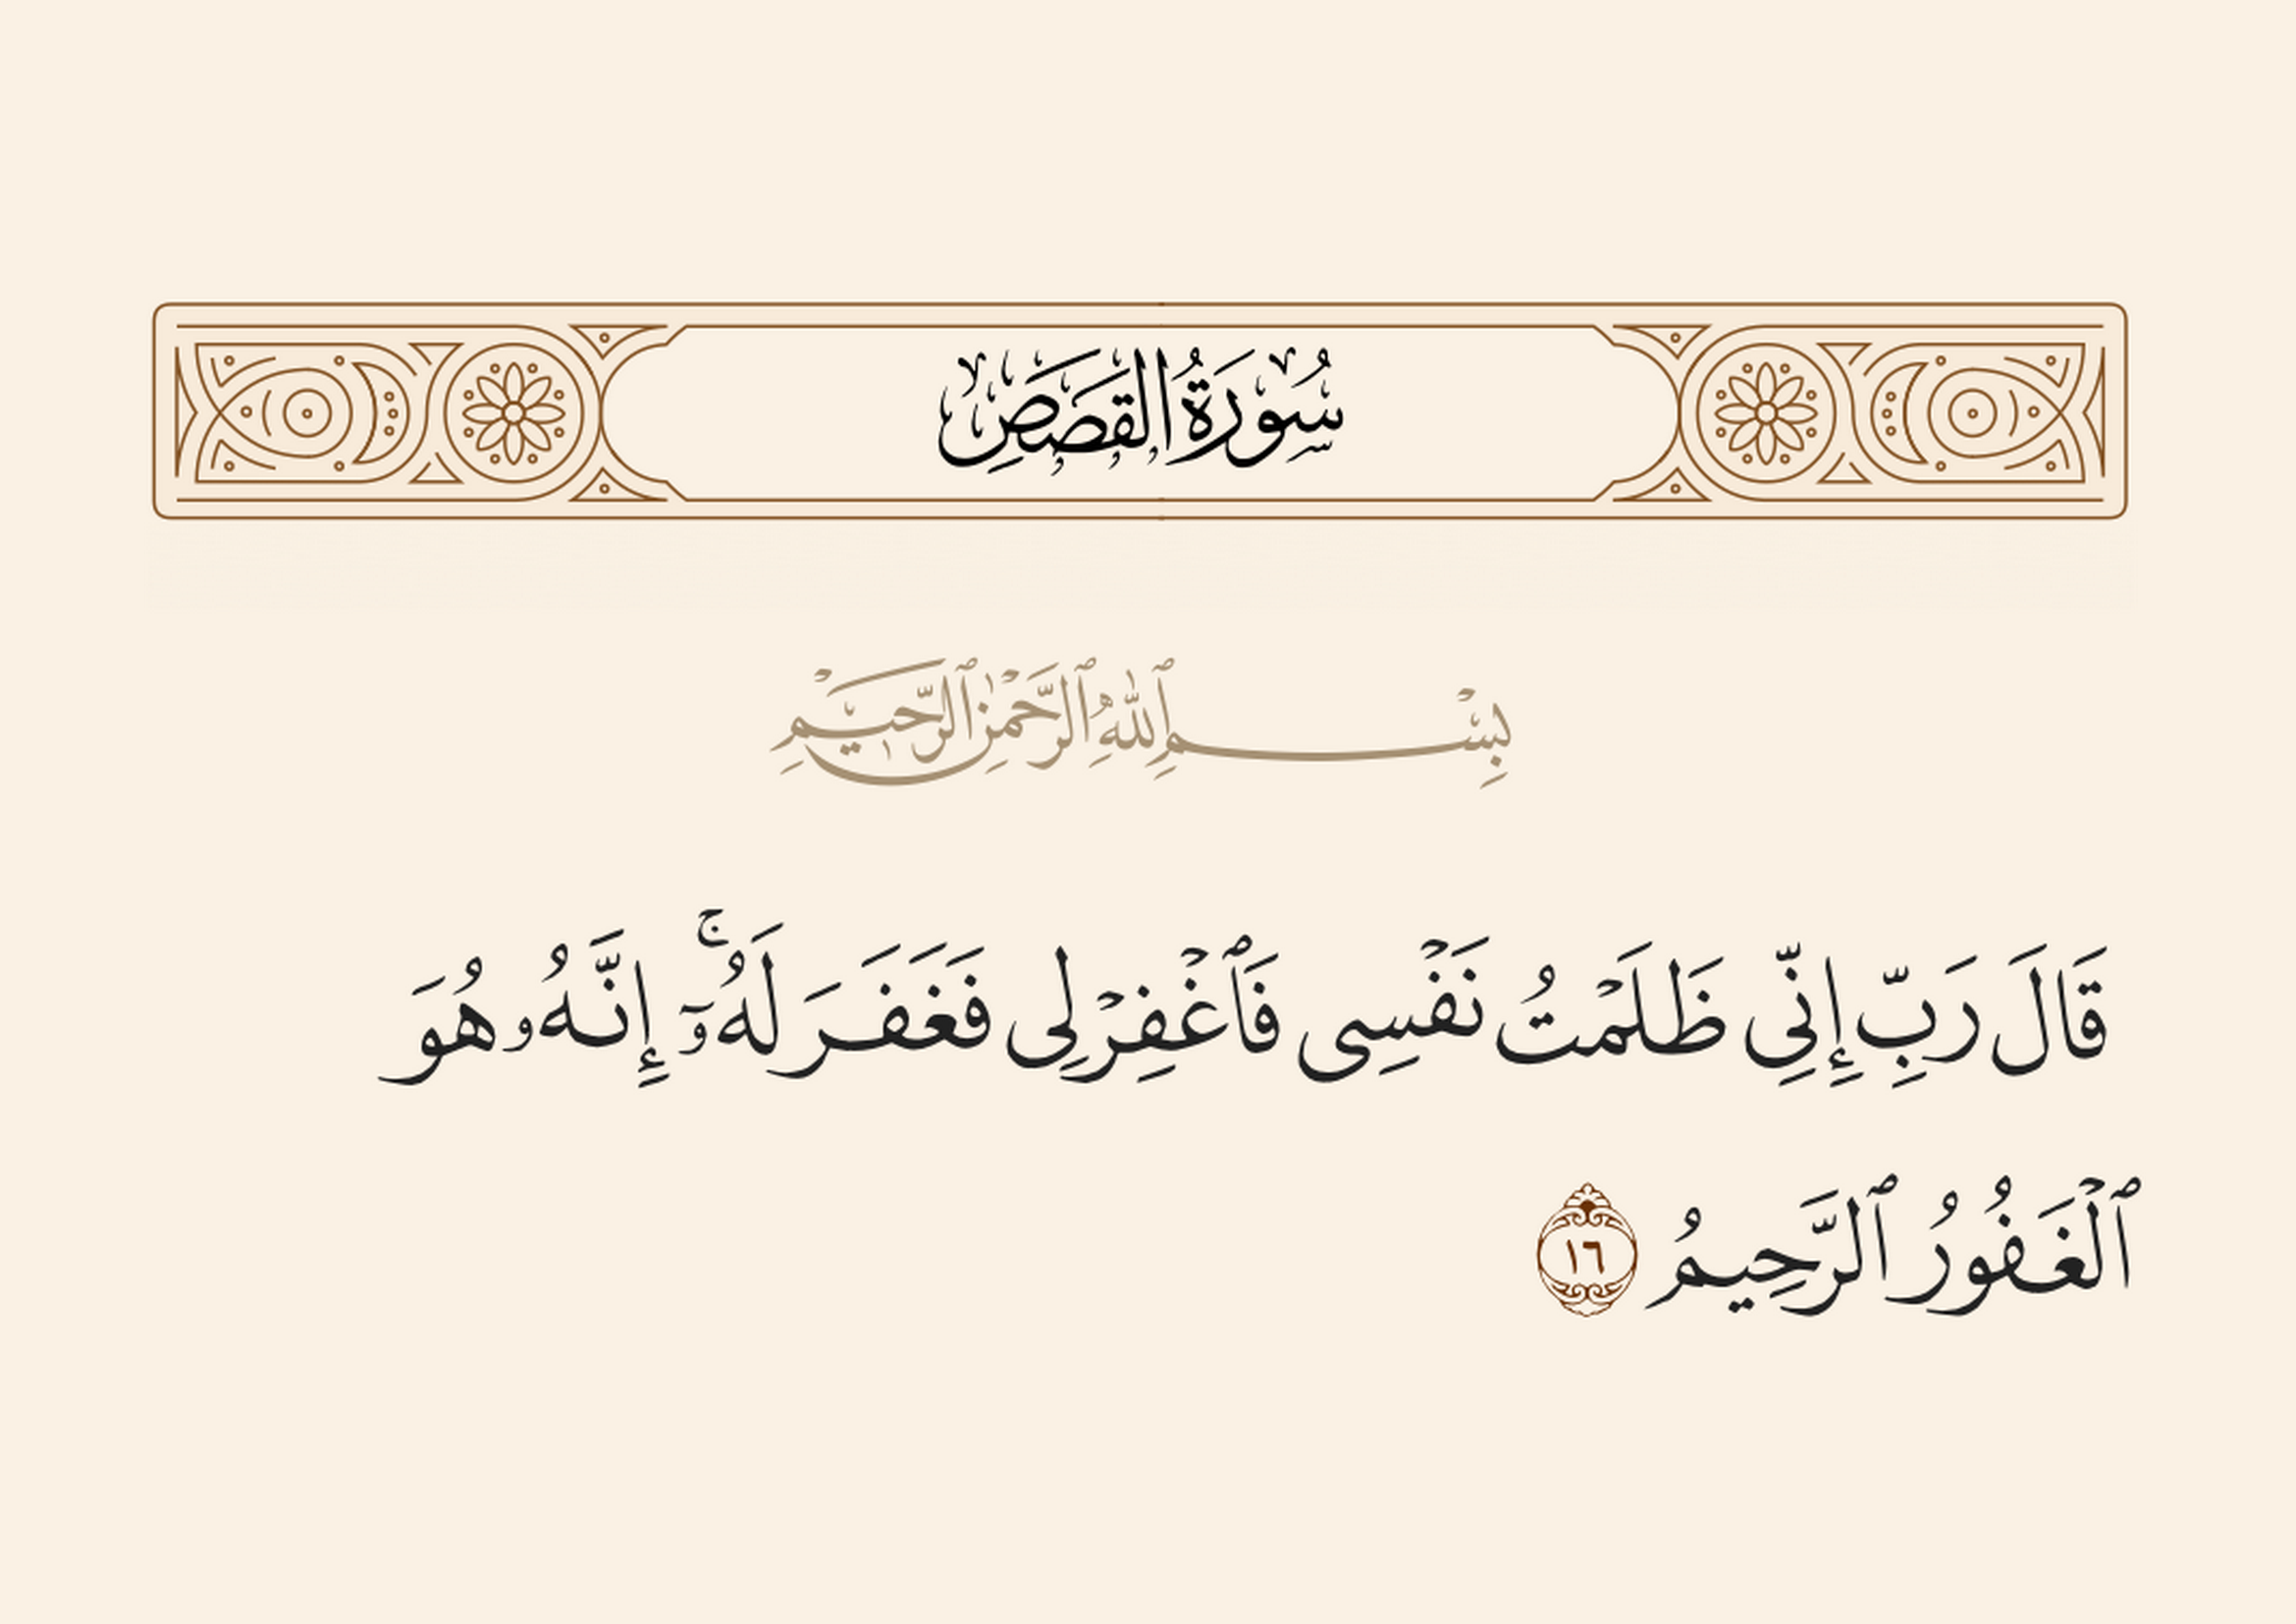 سُورَةُ القَصَصِ
بِسْمِ ٱللَّهِ ٱلرَّحْمَٰنِ ٱلرَّحِيمِ
قَالَ رَبِّ إِنِّى ظَلَمْتُ نَفْسِى فَٱغْفِرْ لِى فَغَفَرَ لَهُۥٓ ۚ إِنَّهُۥ هُوَ
ٱلْغَفُورُ ٱلرَّحِيمُ ١٦